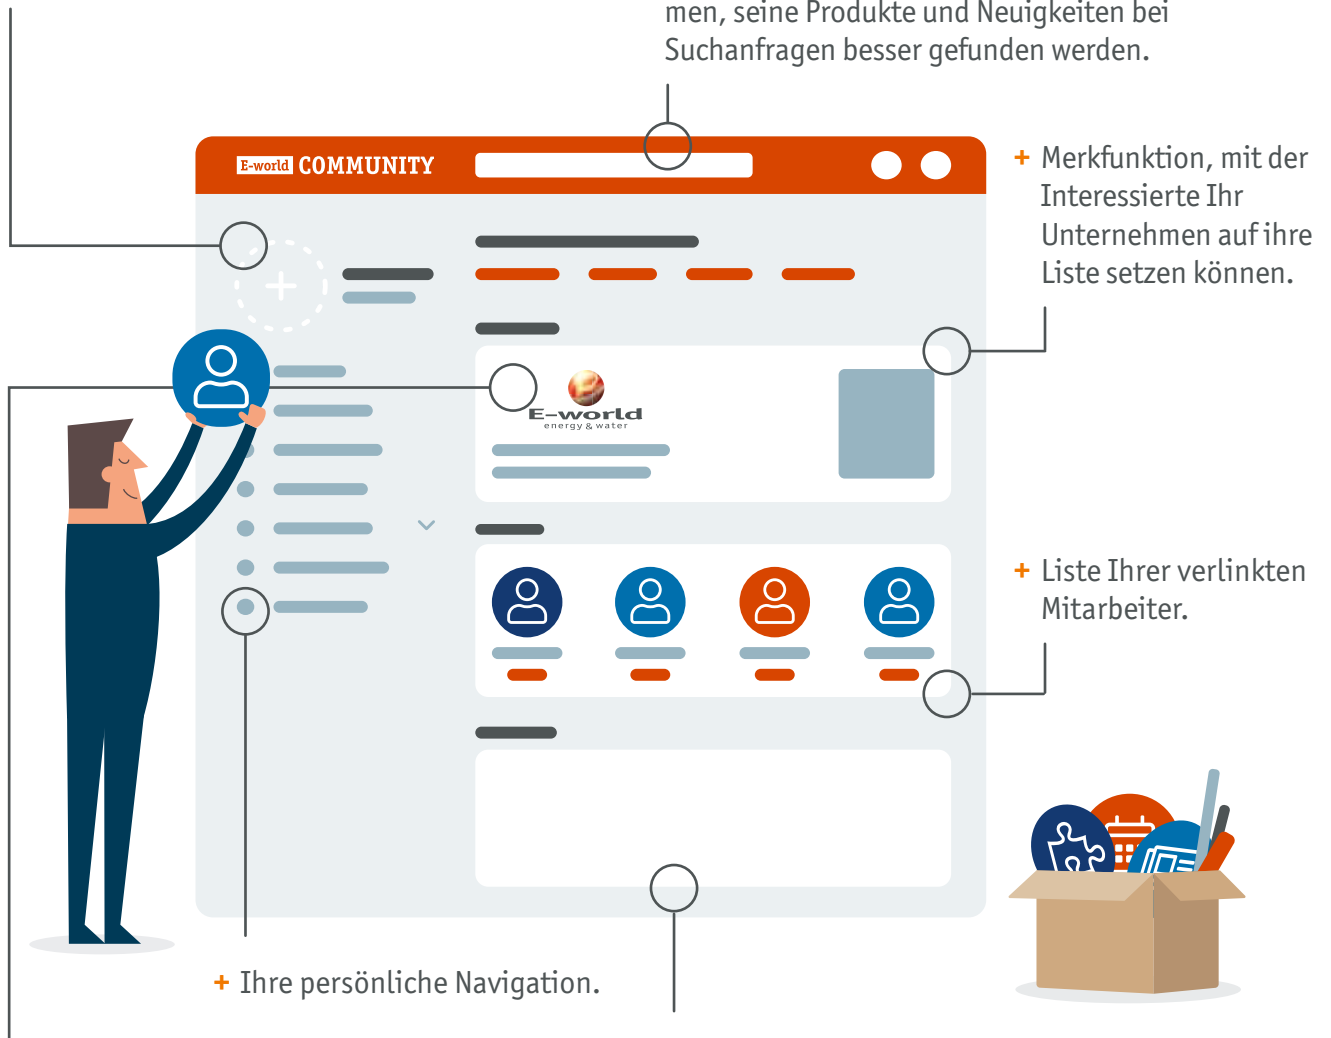 men, seine Produkte und Neuigkeiten bei
Suchanfragen besser gefunden werden.
E-world COMMUNITY
+ Merkfunktion, mit der
Interessierte Ihr
Unternehmen auf ihre
Liste setzen können.
E-world
energy & water
+ Liste Ihrer verlinkten
Mitarbeiter.
+ Ihre persönliche Navigation.